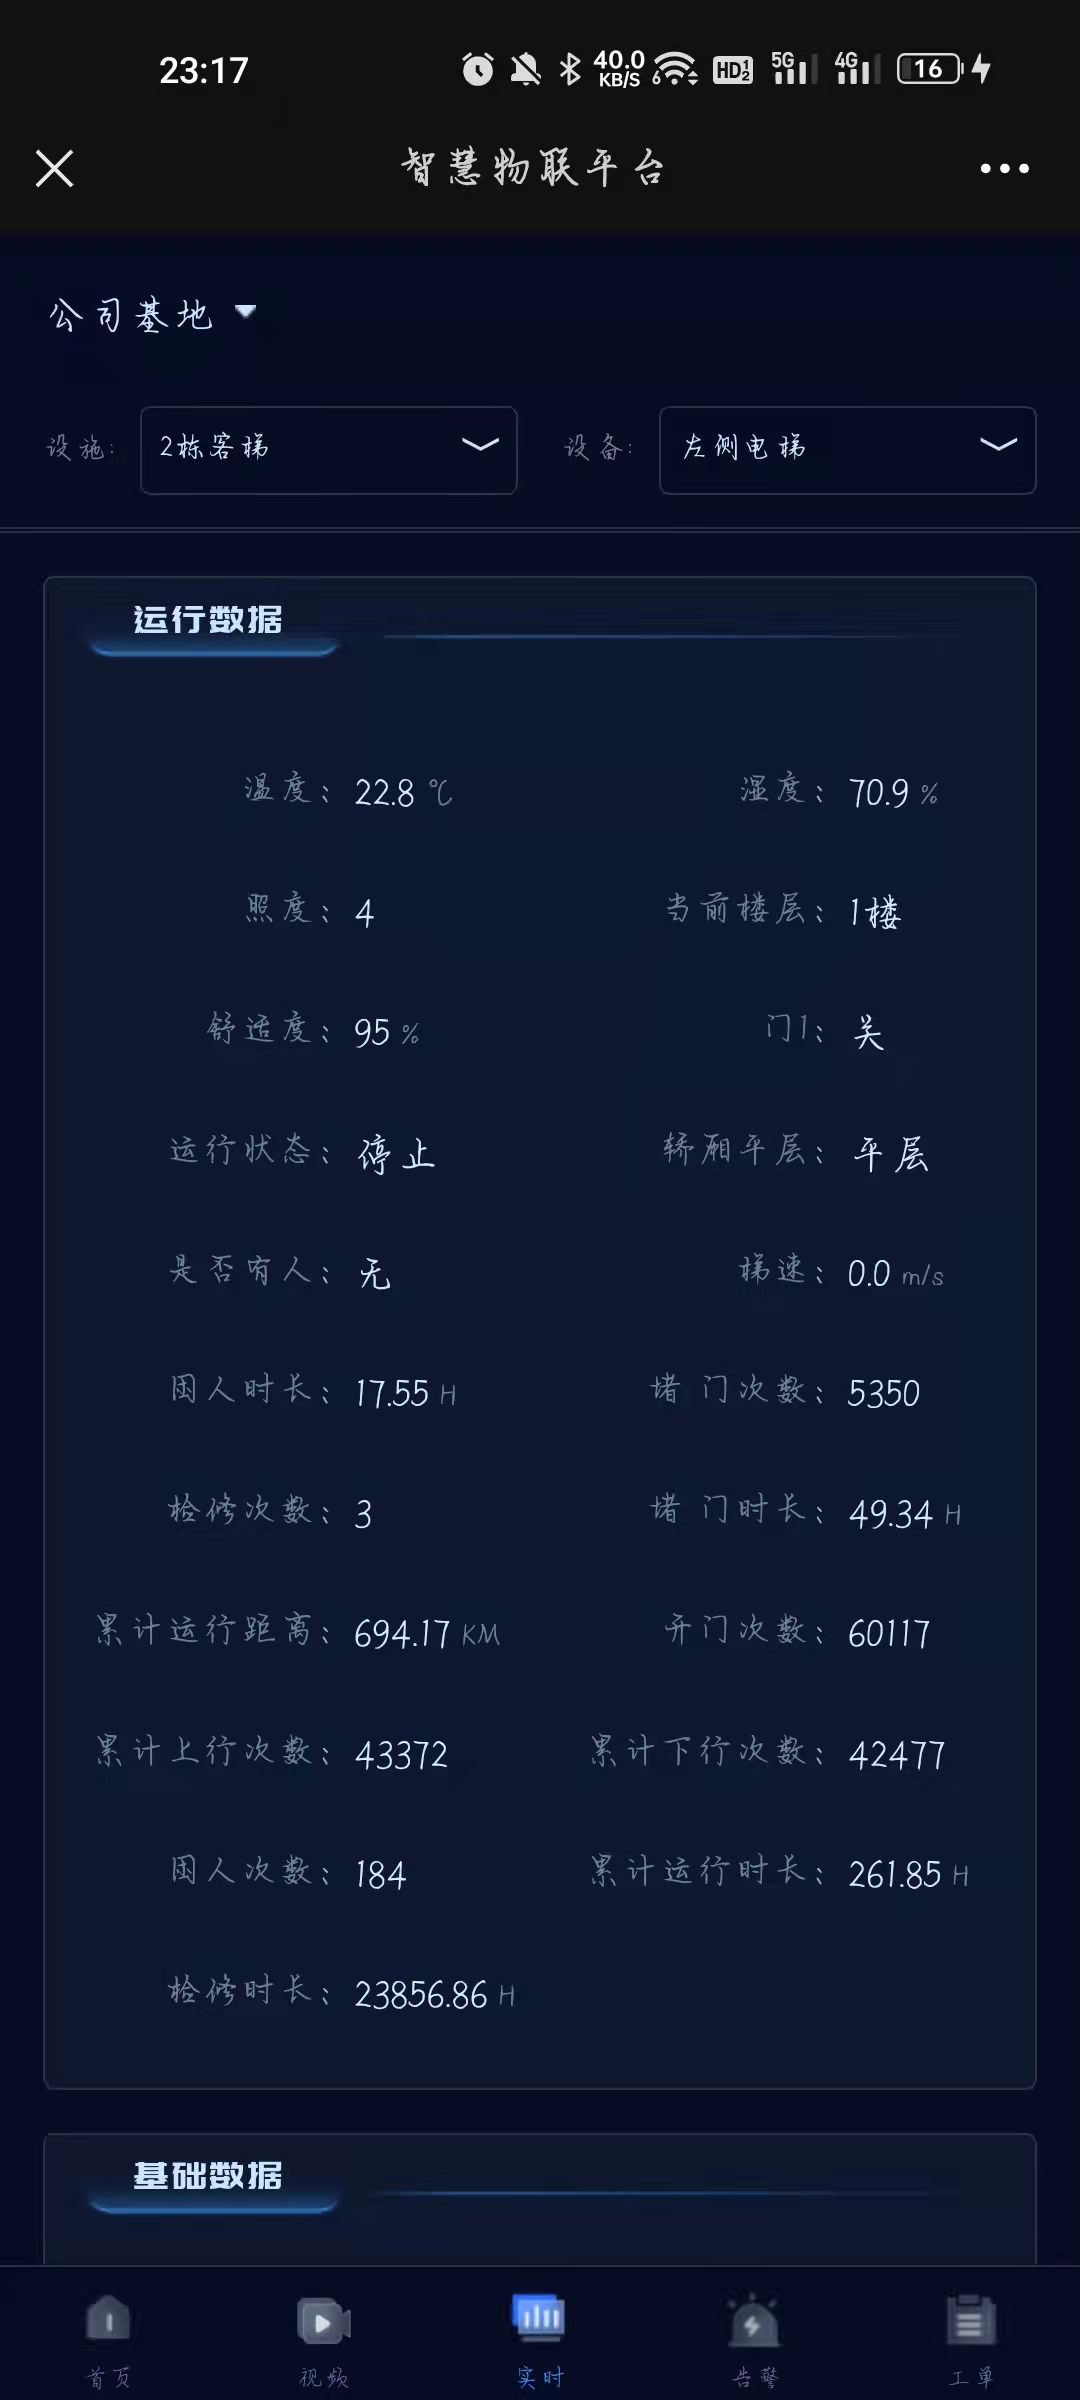 23:17 40.0 KB/S 6 HD 1 2 5G 4G 16
智慧物联平台
公司基地
设施: 2栋客梯 设备: 左侧电梯
运行数据
温度: 22.8 ℃ 湿度: 70.9 %
照度: 4 当前楼层: 1楼
舒适度: 95 % 门1: 关
运行状态: 停止 轿厢平层: 平层
是否有人: 无 梯速: 0.0 m/s
困人时长: 17.55 H 堵门次数: 5350
检修次数: 3 堵门时长: 49.34 H
累计运行距离: 694.17 KM 开门次数: 60117
累计上行次数: 43372 累计下行次数: 42477
困人次数: 184 累计运行时长: 261.85 H
检修时长: 23856.86 H
基础数据
首页 视频 实时 告警 工单